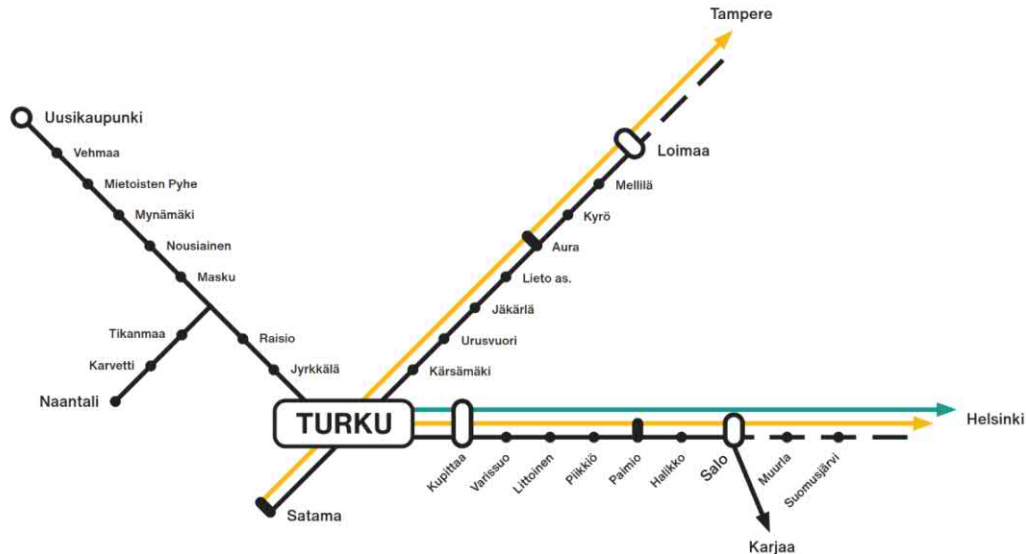 Tampere
Uusikaupunki
Vehmaa
Mietoisten Pyhe
Mynämäki
Nousiainen
Masku
Tikanmaa
Raisio
Karvetti
Jyrkkälä
Naantali
Loimaa
Mellilä
Kyrö
Aura
Lieto as.
Jäkärlä
Urusvuori
Kärsämäki
TURKU
Helsinki
Kupittaa
Varissuo
Littoinen
Piikkiö
Paimio
Halikko
Salo
Muurla
Suomusjärvi
Satama
Karjaa